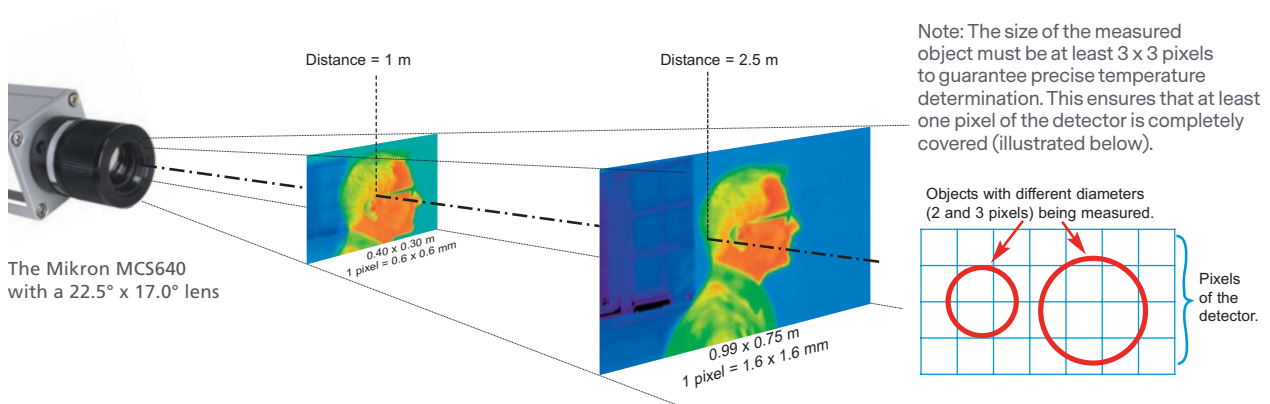 Distance = 1 m
Distance = 2.5 m
Note: The size of the measured
object must be at least 3 x 3 pixels
to guarantee precise temperature
determination. This ensures that at least
one pixel of the detector is completely
covered (illustrated below).
Objects with different diameters
(2 and 3 pixels) being measured.
0.40 x 0.30 m
1 pixel = 0.6 x 0.6 mm
The Mikron MCS640
with a 22.5° x 17.0° lens
Pixels
of the
detector.
0.99 x 0.75 m
1 pixel = 1.6 x 1.6 mm